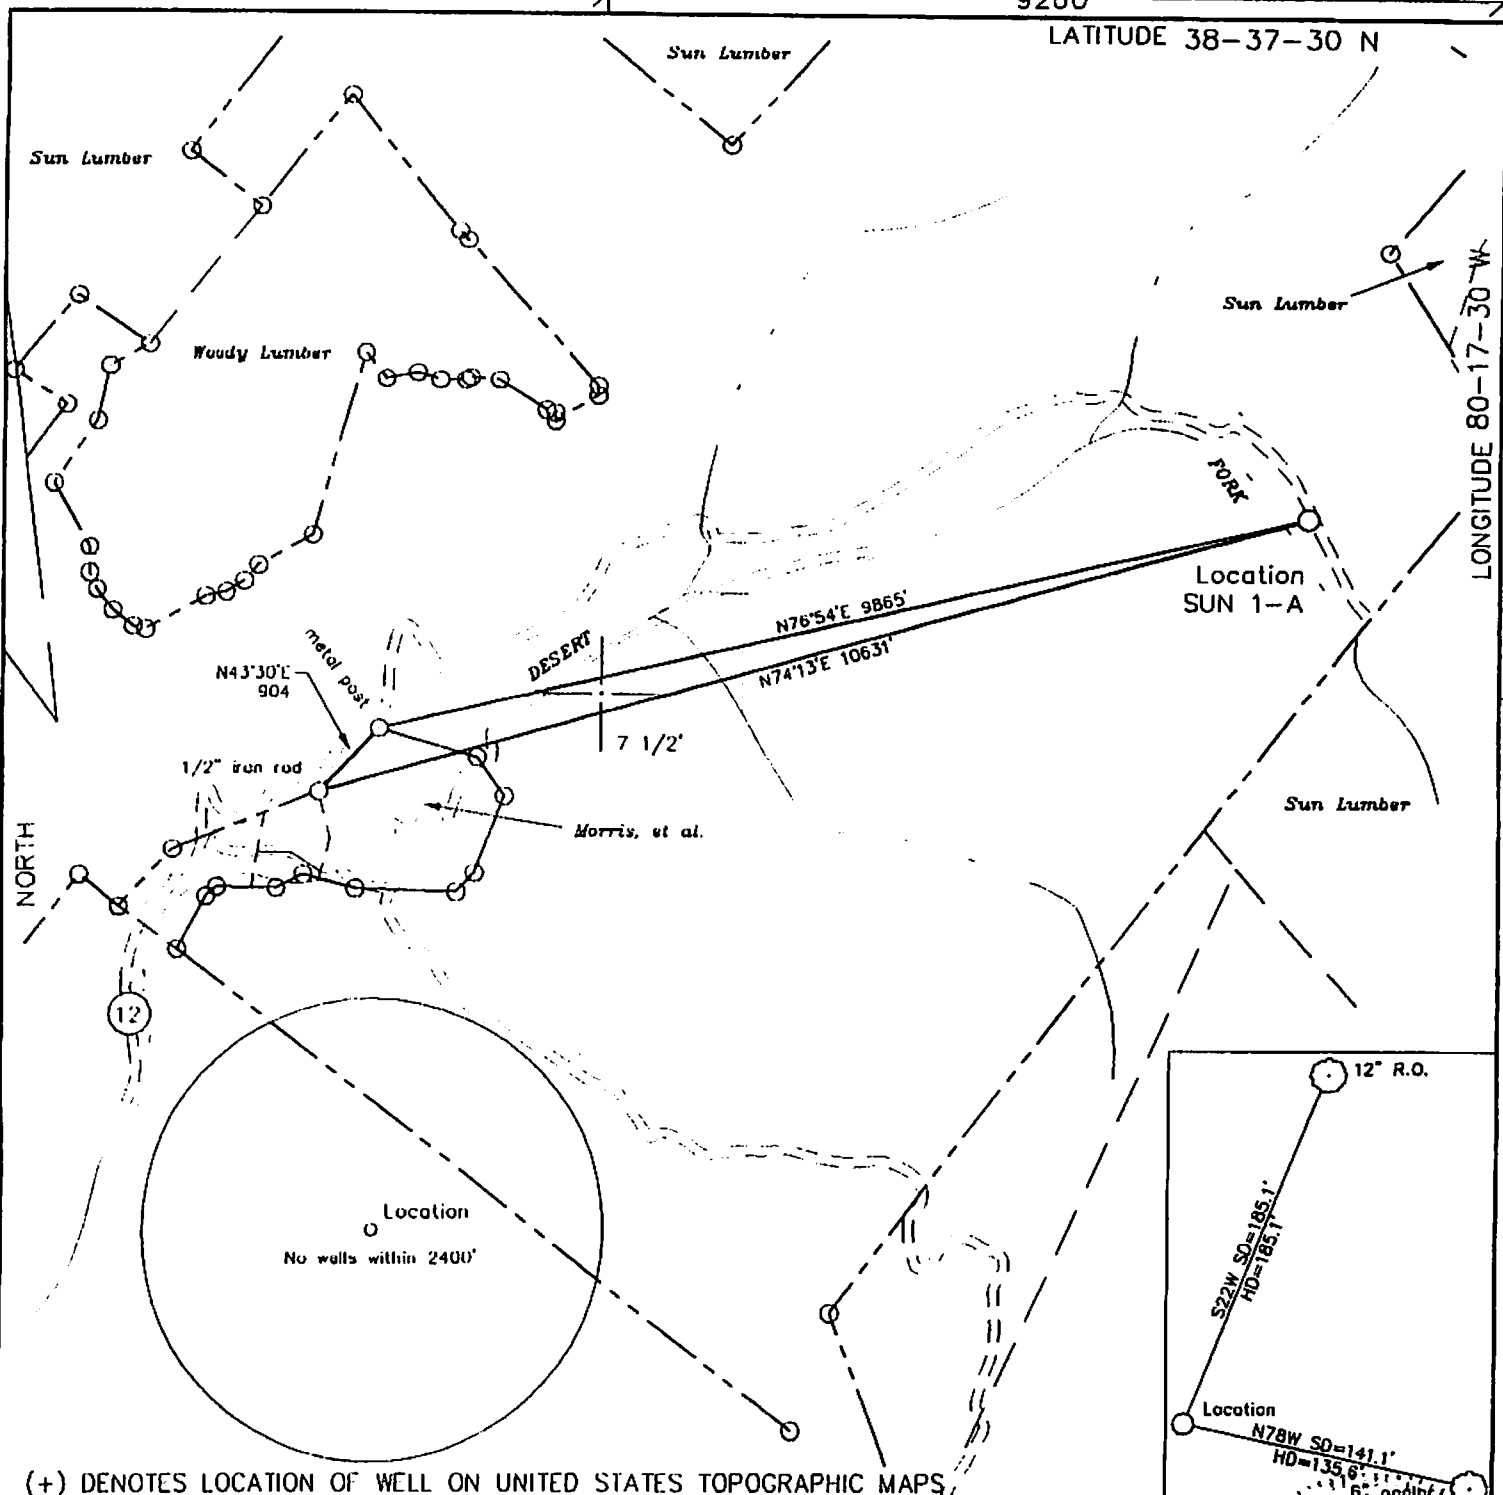 9200'
LATITUDE 38-37-30 N
Sun Lumber
Sun Lumber
Sun Lumber
LONGITUDE 80-17-30 W
Woody Lumber
FORK
Location
SUN 1-A
N76°54'E 9865'
N74°13'E 10631'
DESERT
metal post
N43°30'E
904
7 1/2'
1/2" iron rod
Morris, et al.
Sun Lumber
NORTH
12
12" R.O.
S22W SD=185.1'
HD=185.1'
Location
No wells within 2400'
Location
N78W SD=141.1'
HD=135.6'
6"
(+) DENOTES LOCATION OF WELL ON UNITED STATES TOPOGRAPHIC MAPS